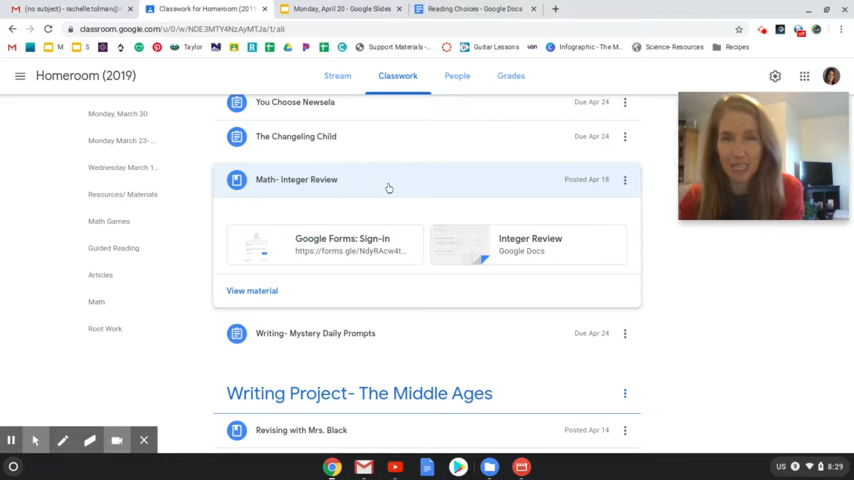 (no subject) - rachelle.tolman@
Classwork for Homeroom (2019)
Monday, April 20 - Google Slides
Reading Choices - Google Docs
classroom.google.com/u/0/w/NDE3MTY4NzAyMTJa/t/all
M
S
Taylor
Support Materials-...
Guitar Lessons
Infographic - The M...
Science-Resources
Recipes
Homeroom (2019)
Stream
Classwork
People
Grades
Monday, March 30
Monday March 23- ...
Wednesday March 1...
Resources/ Materials
Math Games
Guided Reading
Articles
Math
Root Work
You Choose Newsela
Due Apr 24
The Changeling Child
Due Apr 24
Math- Integer Review
Posted Apr 18
Google Forms: Sign-in
https://forms.gle/NdyRAcw4t...
Integer Review
Google Docs
View material
Writing- Mystery Daily Prompts
Due Apr 24
Writing Project- The Middle Ages
Revising with Mrs. Black
Posted Apr 14
US
8:29